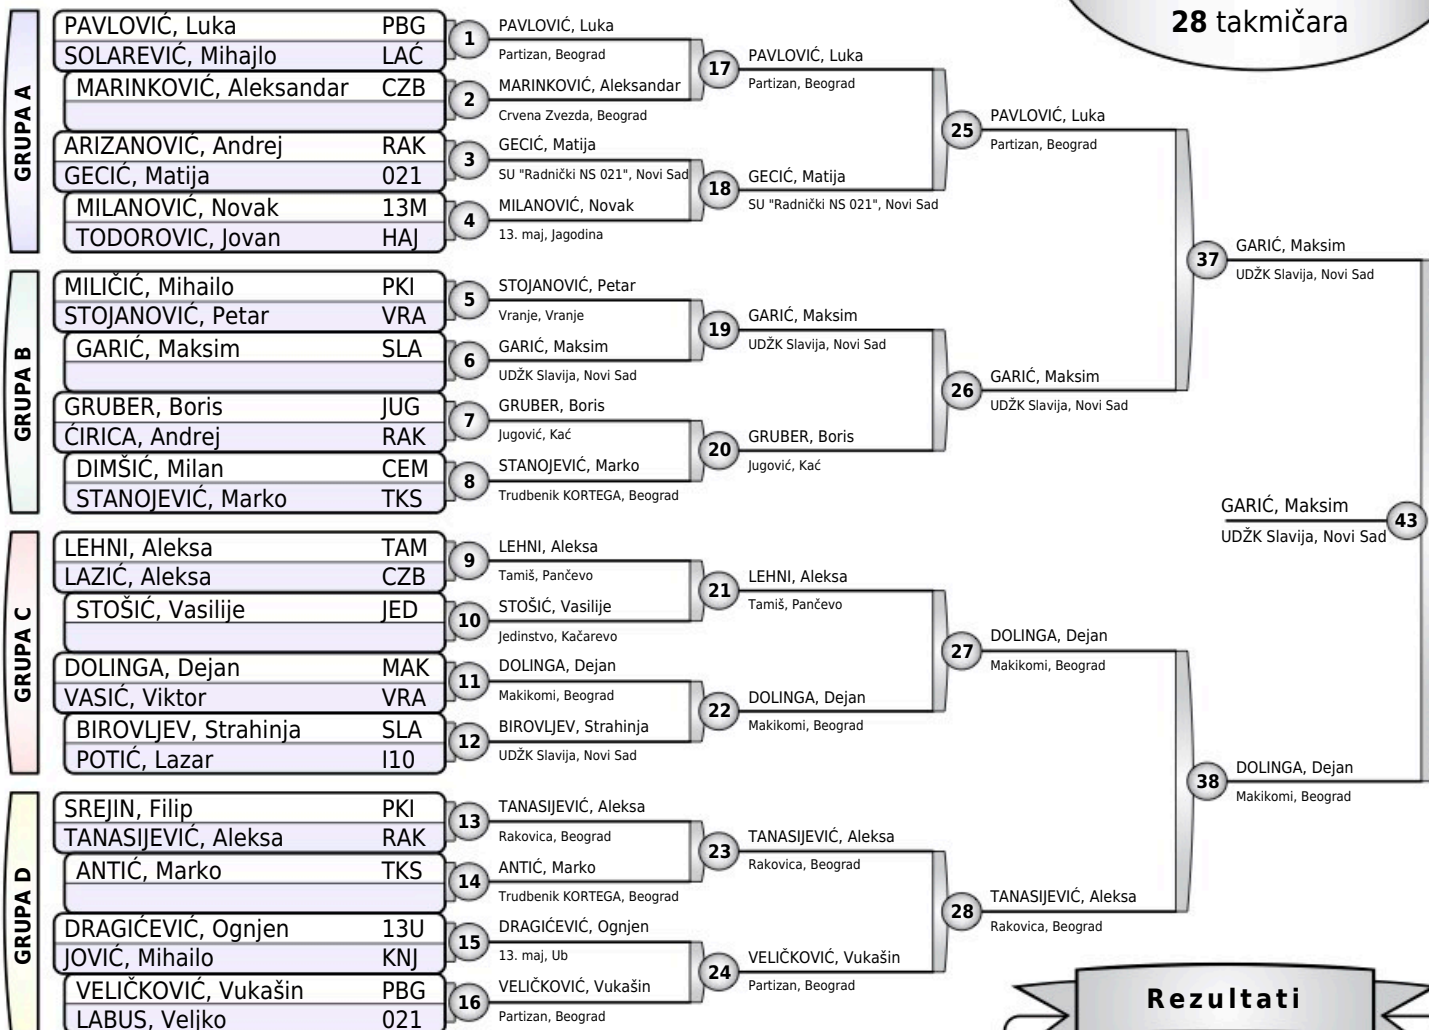 28 takmičara
GRUPA A
PAVLOVIĆ, Luka PBG
SOLAREVIĆ, Mihajlo LAĆ
MARINKOVIĆ, Aleksandar CZB
ARIZANOVIĆ, Andrej RAK
GECIĆ, Matija 021
MILANOVIĆ, Novak 13M
TODOROVIC, Jovan HAJ
GRUPA B
MILIČIĆ, Mihailo PKI
STOJANOVIĆ, Petar VRA
GARIĆ, Maksim SLA
GRUBER, Boris JUG
ĆIRICA, Andrej RAK
DIMŠIĆ, Milan CEM
STANOJEVIĆ, Marko TKS
GRUPA C
LEHNI, Aleksa TAM
LAZIĆ, Aleksa CZB
STOŠIĆ, Vasilije JED
DOLINGA, Dejan MAK
VASIĆ, Viktor VRA
BIROVLJEV, Strahinja SLA
POTIĆ, Lazar I10
GRUPA D
SREJIN, Filip PKI
TANASIJEVIĆ, Aleksa RAK
ANTIĆ, Marko TKS
DRAGIĆEVIĆ, Ognjen 13U
JOVIĆ, Mihailo KNJ
VELIČKOVIĆ, Vukašin PBG
LABUS, Veljko 021
1 PAVLOVIĆ, Luka
Partizan, Beograd
2 MARINKOVIĆ, Aleksandar
Crvena Zvezda, Beograd
3 GECIĆ, Matija
SU "Radnički NS 021", Novi Sad
4 MILANOVIĆ, Novak
13. maj, Jagodina
5 STOJANOVIĆ, Petar
Vranje, Vranje
6 GARIĆ, Maksim
UDŽK Slavija, Novi Sad
7 GRUBER, Boris
Jugović, Kać
8 STANOJEVIĆ, Marko
Trudbenik KORTEGA, Beograd
9 LEHNI, Aleksa
Tamiš, Pančevo
10 STOŠIĆ, Vasilije
Jedinstvo, Kačarevo
11 DOLINGA, Dejan
Makikomi, Beograd
12 BIROVLJEV, Strahinja
UDŽK Slavija, Novi Sad
13 TANASIJEVIĆ, Aleksa
Rakovica, Beograd
14 ANTIĆ, Marko
Trudbenik KORTEGA, Beograd
15 DRAGIĆEVIĆ, Ognjen
13. maj, Ub
16 VELIČKOVIĆ, Vukašin
Partizan, Beograd
17 PAVLOVIĆ, Luka
Partizan, Beograd
18 GECIĆ, Matija
SU "Radnički NS 021", Novi Sad
19 GARIĆ, Maksim
UDŽK Slavija, Novi Sad
20 GRUBER, Boris
Jugović, Kać
21 LEHNI, Aleksa
Tamiš, Pančevo
22 DOLINGA, Dejan
Makikomi, Beograd
23 TANASIJEVIĆ, Aleksa
Rakovica, Beograd
24 VELIČKOVIĆ, Vukašin
Partizan, Beograd
25 PAVLOVIĆ, Luka
Partizan, Beograd
26 GARIĆ, Maksim
UDŽK Slavija, Novi Sad
27 DOLINGA, Dejan
Makikomi, Beograd
28 TANASIJEVIĆ, Aleksa
Rakovica, Beograd
37 GARIĆ, Maksim
UDŽK Slavija, Novi Sad
38 DOLINGA, Dejan
Makikomi, Beograd
GARIĆ, Maksim 43
UDŽK Slavija, Novi Sad
Rezultati